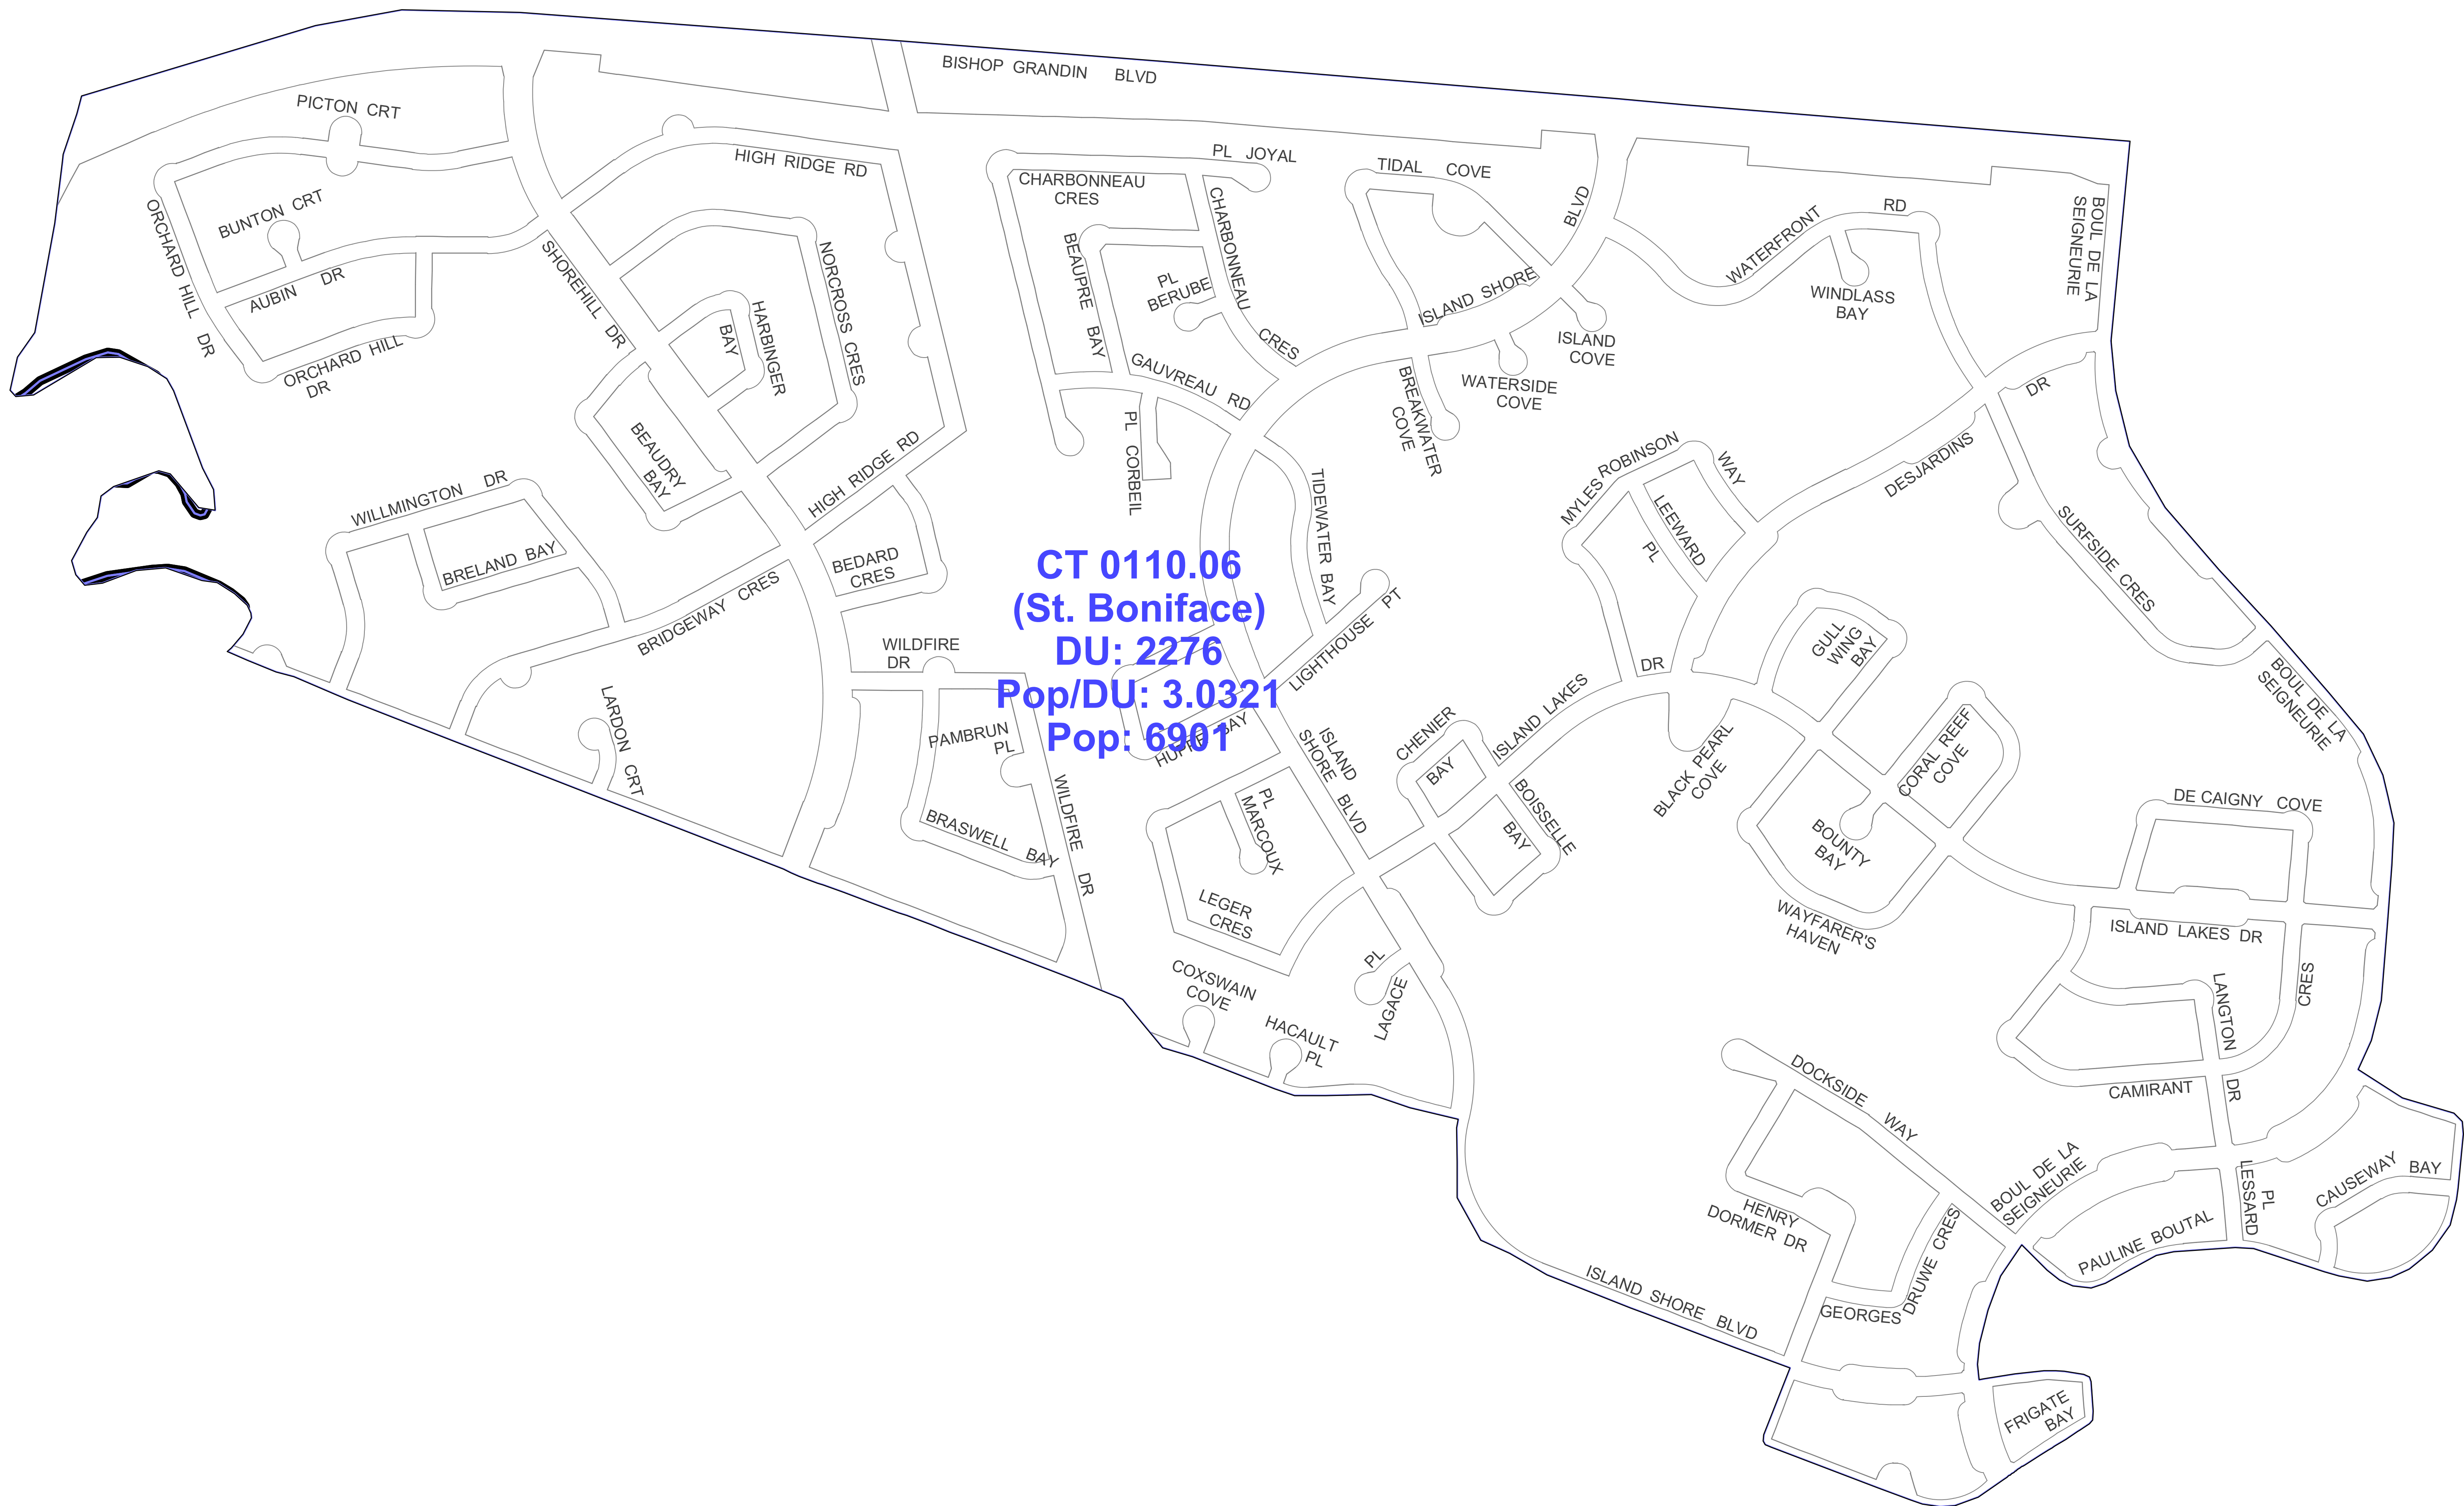 BISHOP GRANDIN BLVD
PICTON CRT
HIGH RIDGE RD
PL JOYAL
TIDAL COVE
CHARBONNEAU
CRES
BLVD
WATERFRONT
RD
BOUL DE LA
SEIGNEURIE
BUNTON CRT
ORCHARD HILL DR
AUBIN DR
SHOREHILL DR
NORCROSS CRES
BEAUPRE BAY
CHARBONNEAU
CRES
PL
BERUBE
ISLAND SHORE
WINDLASS
BAY
ISLAND
COVE
HARBINGER
BAY
ORCHARD HILL
DR
GAUVREAU RD
BREAKWATER
COVE
WATERSIDE
COVE
DR
PL CORBEIL
BEAUDRY
BAY
HIGH RIDGE RD
MYLES ROBINSON
WAY
DESJARDINS
WILLMINGTON DR
TIDEWATER BAY
LEEWARD
PL
SURFSIDE CRES
BRELAND BAY
BEDARD
CRES
CT 0110.06
(St. Boniface)
DU: 2276
Pop/DU: 3.0321
Pop: 6901
BRIDGEWAY CRES
WILDFIRE
DR
LIGHTHOUSE PT
GULL
WING
BAY
DR
BOUL DE LA
SEIGNEURIE
LARDON CRT
PAMBRUN
PL
BAY
ISLAND
SHORE BLVD
CHENIER
BAY
ISLAND LAKES
BLACK PEARL
COVE
CORAL REEF
COVE
WILDFIRE DR
BRASWELL BAY
PL
MARCOUX
BOISSELLE
BAY
BOUNTY
BAY
DE CAIGNY COVE
LEGER
CRES
WAYFARER'S
HAVEN
ISLAND LAKES DR
COXSWAIN
COVE
PL
LAGACE
HACAULT
PL
LANGTON
CRES
DR
DOCKSIDE WAY
CAMIRANT
BOUL DE LA
SEIGNEURIE
PL
LESSARD
CAUSEWAY BAY
HENRY
DORMER DR
PAULINE BOUTAL
DRUWE CRES
GEORGES
ISLAND SHORE BLVD
FRIGATE
BAY